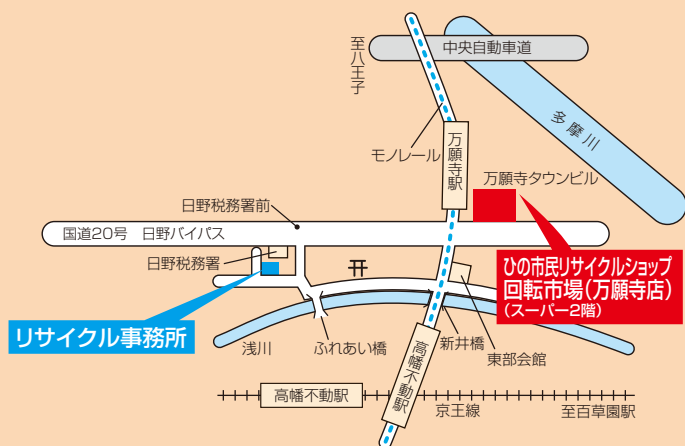 中央自動車道
至八王子
多摩川
モノレール
万願寺駅
万願寺タウンビル
日野税務署前
国道20号 日野バイパス
日野税務署
ひの市民リサイクルショップ
回転市場(万願寺店)
(スーパー2階)
リサイクル事務所
浅川
ふれあい橋
新井橋
東部会館
高幡不動駅
高幡不動駅
京王線
至百草園駅